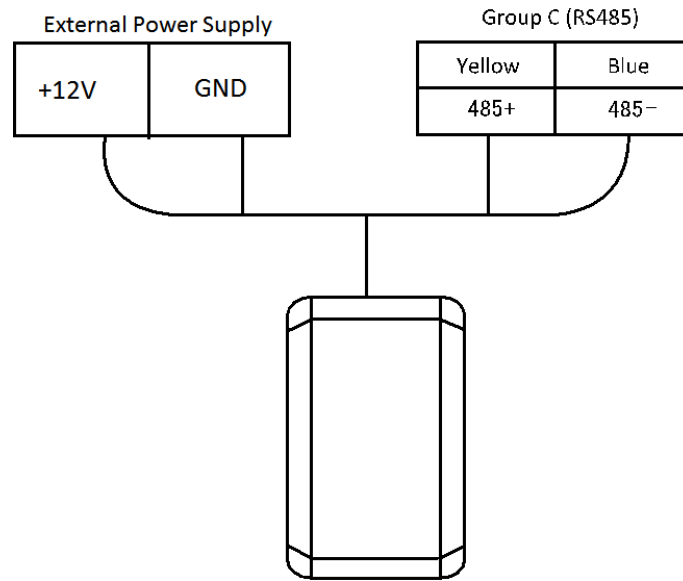 External Power Supply
Group C (RS485)
+12V
GND
Yellow
Blue
485+
485−